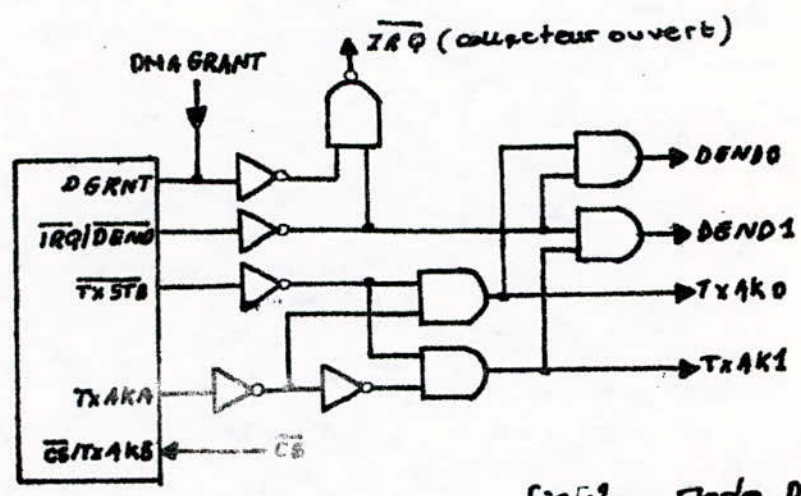 IRQ (collecteur ouvert)
DMA GRANT
DGRNT
IRQ/DEND
TxSTB
TxAKA
CS/TxAKB
CS
DEND0
DEND1
TxAK0
TxAK1